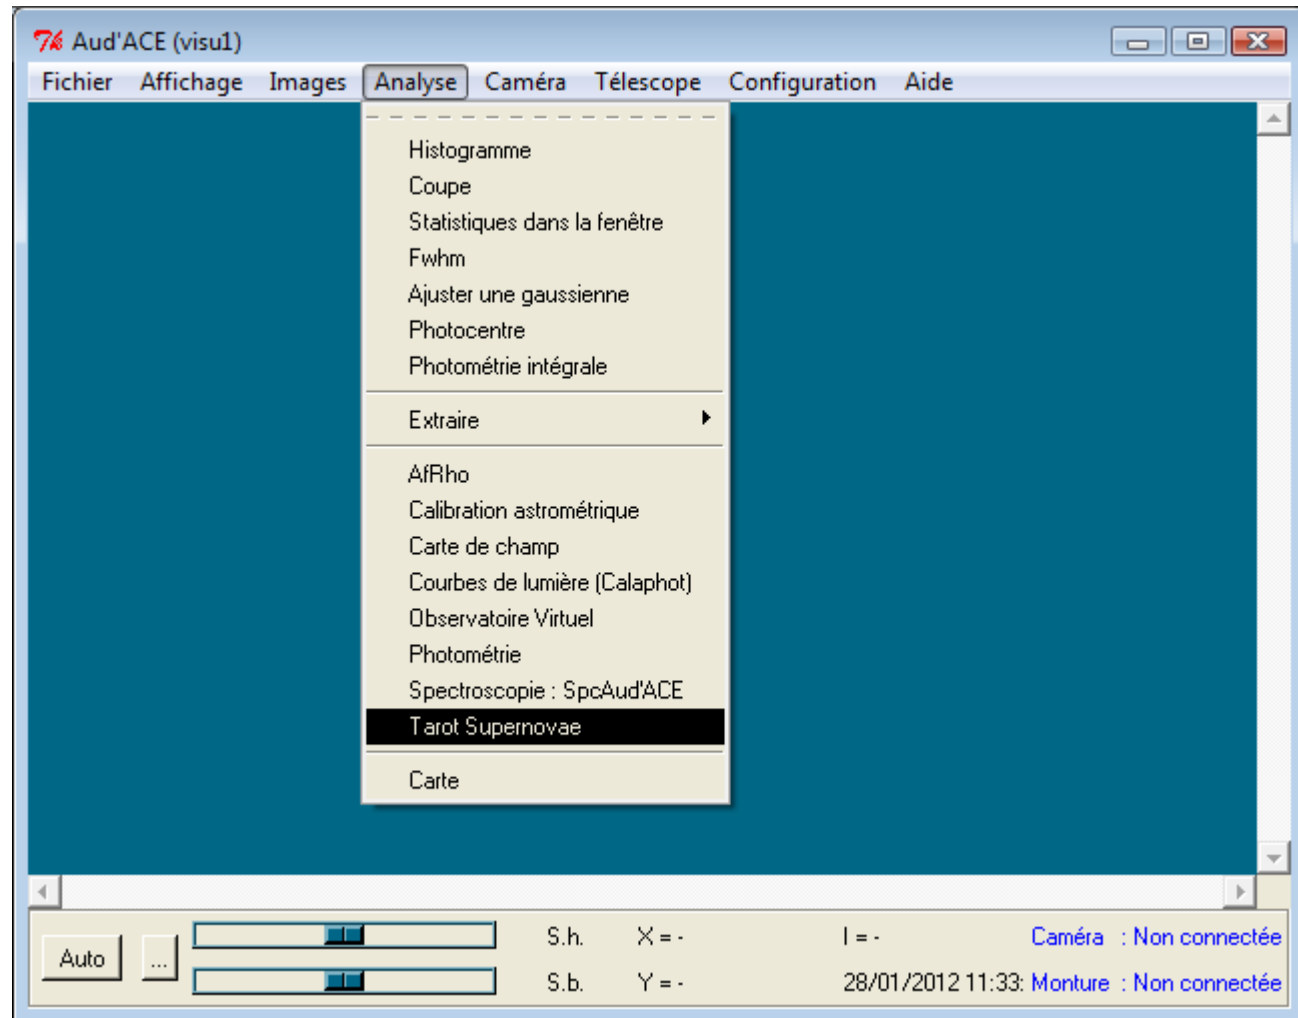 Aud'ACE (visu1)
Fichier Affichage Images Analyse Caméra Télescope Configuration Aide
Histogramme
Coupe
Statistiques dans la fenêtre
Fwhm
Ajuster une gaussienne
Photocentre
Photométrie intégrale
Extraire
AfRho
Calibration astrométrique
Carte de champ
Courbes de lumière (Calaphot)
Observatoire Virtuel
Photométrie
Spectroscopie : SpcAud'ACE
Tarot Supernovae
Carte
Auto ... S.h. X = - I = - Caméra : Non connectée
S.b. Y = - 28/01/2012 11:33: Monture : Non connectée